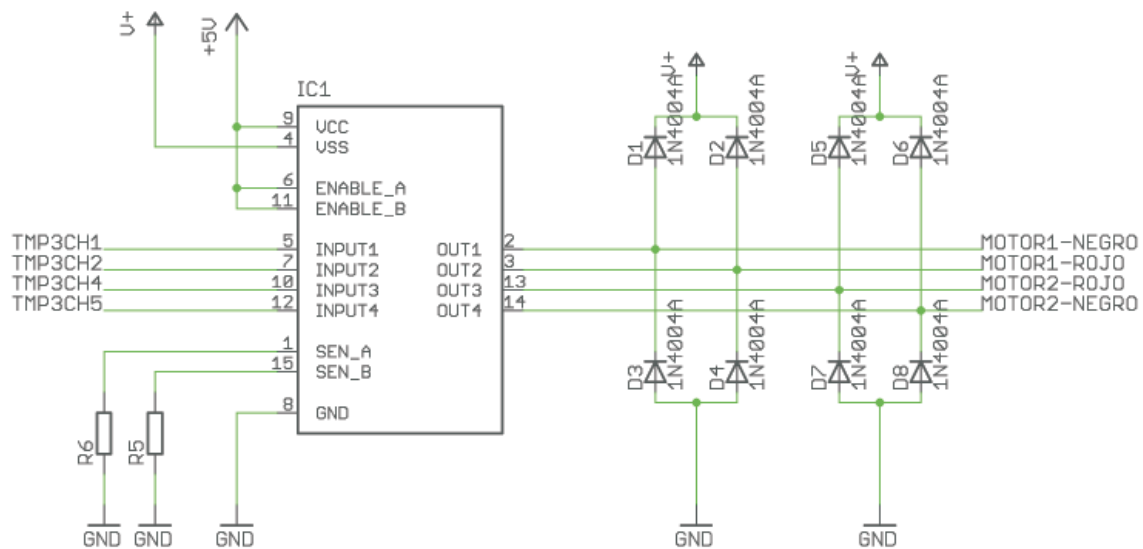 V+
+5V
IC1
9 VCC
4 VSS
6 ENABLE_A
11 ENABLE_B
TMP3CH1 5 INPUT1 OUT1 2 MOTOR1-NEGRO
TMP3CH2 7 INPUT2 OUT2 3 MOTOR1-ROJO
TMP3CH4 10 INPUT3 OUT3 13 MOTOR2-ROJO
TMP3CH5 12 INPUT4 OUT4 14 MOTOR2-NEGRO
1 SEN_A
15 SEN_B
8 GND
R6
R5
GND
GND
GND
V+
V+
D1 1N4004A
D2 1N4004A
D5 1N4004A
D6 1N4004A
D3 1N4004A
D4 1N4004A
D7 1N4004A
D8 1N4004A
GND
GND